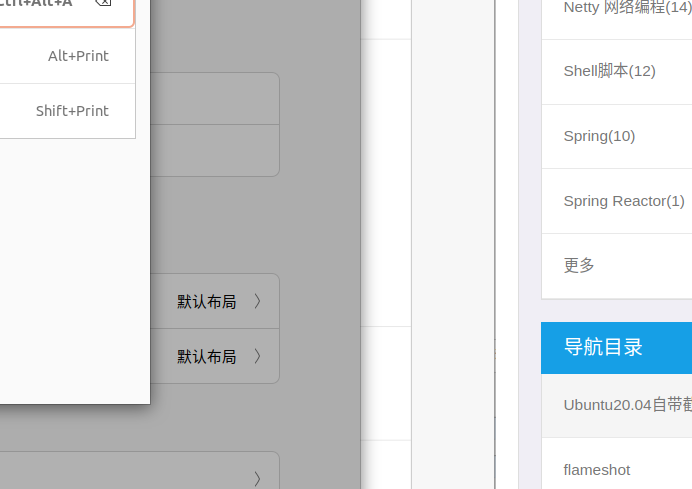 Ctrl+Alt+A
Alt+Print
Shift+Print
默认布局
默认布局
Netty 网络编程(14)
Shell脚本(12)
Spring(10)
Spring Reactor(1)
更多
导航目录
Ubuntu20.04自带截
flameshot